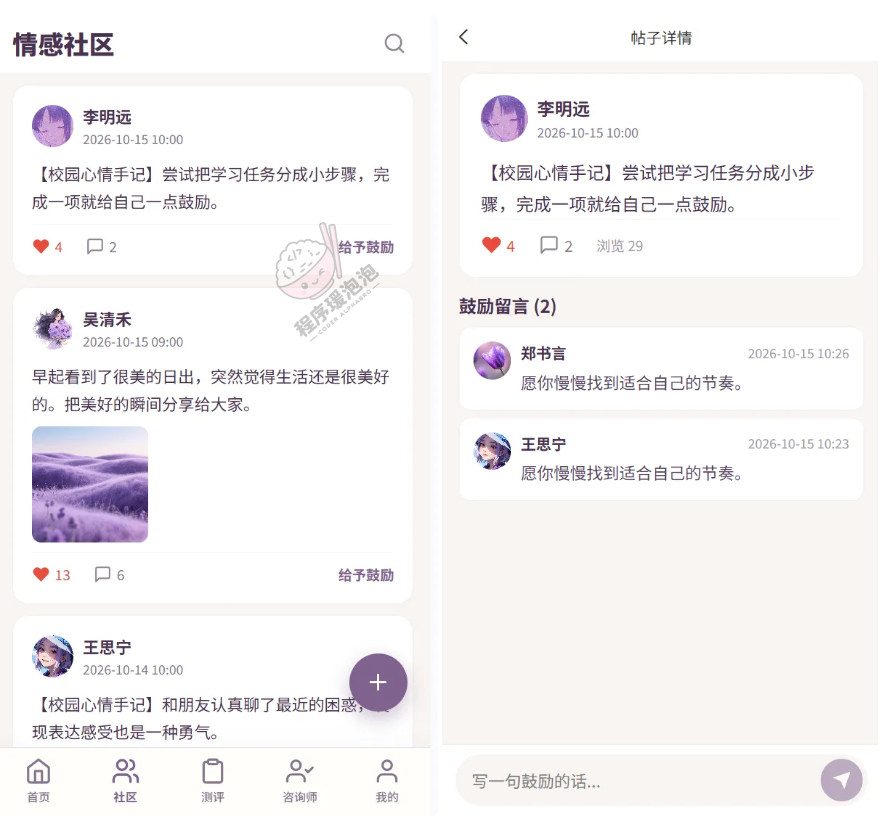 情感社区
李明远
2026-10-15 10:00
【校园心情手记】尝试把学习任务分成小步骤，完
成一项就给自己一点鼓励。
4
2
给予鼓励
程序瑗泡泡
CODER ALPHABRO
吴清禾
2026-10-15 09:00
早起看到了很美的日出，突然觉得生活还是很美好
的。把美好的瞬间分享给大家。
13
6
给予鼓励
王思宁
2026-10-14 10:00
【校园心情手记】和朋友认真聊了最近的困惑，
现表达感受也是一种勇气。
首页
社区
测评
咨询师
我的
帖子详情
李明远
2026-10-15 10:00
【校园心情手记】尝试把学习任务分成小步
骤，完成一项就给自己一点鼓励。
4
2
浏览 29
鼓励留言 (2)
郑书言
2026-10-15 10:26
愿你慢慢找到适合自己的节奏。
王思宁
2026-10-15 10:23
愿你慢慢找到适合自己的节奏。
写一句鼓励的话...